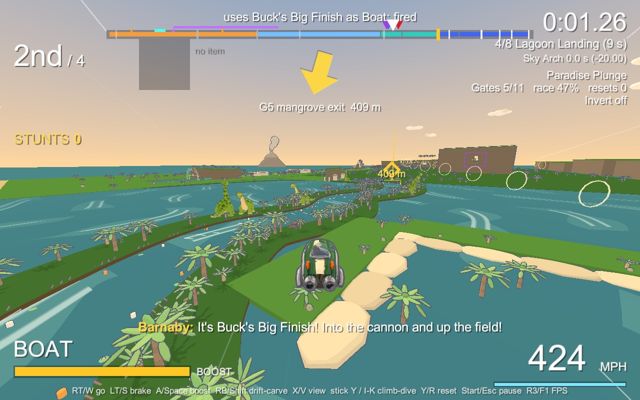 uses Buck's Big Finish as Boat: fired
0:01.26
2nd / 4
no item
4/8 Lagoon Landing (9 s)
Sky Arch 0.0 s (-20.00)
Paradise Plunge
Gates 5/11 race 47% resets 0
Invert off
G5 mangrove exit 409 m
STUNTS 0
409 m
Barnaby: It's Buck's Big Finish! Into the cannon and up the field!
BOAT
BOOST
424 MPH
RT/W go LT/S brake A/Space boost RB/Shift drift-carve X/V view stick Y / I-K climb-dive Y/R reset Start/Esc pause R3/F1 FPS